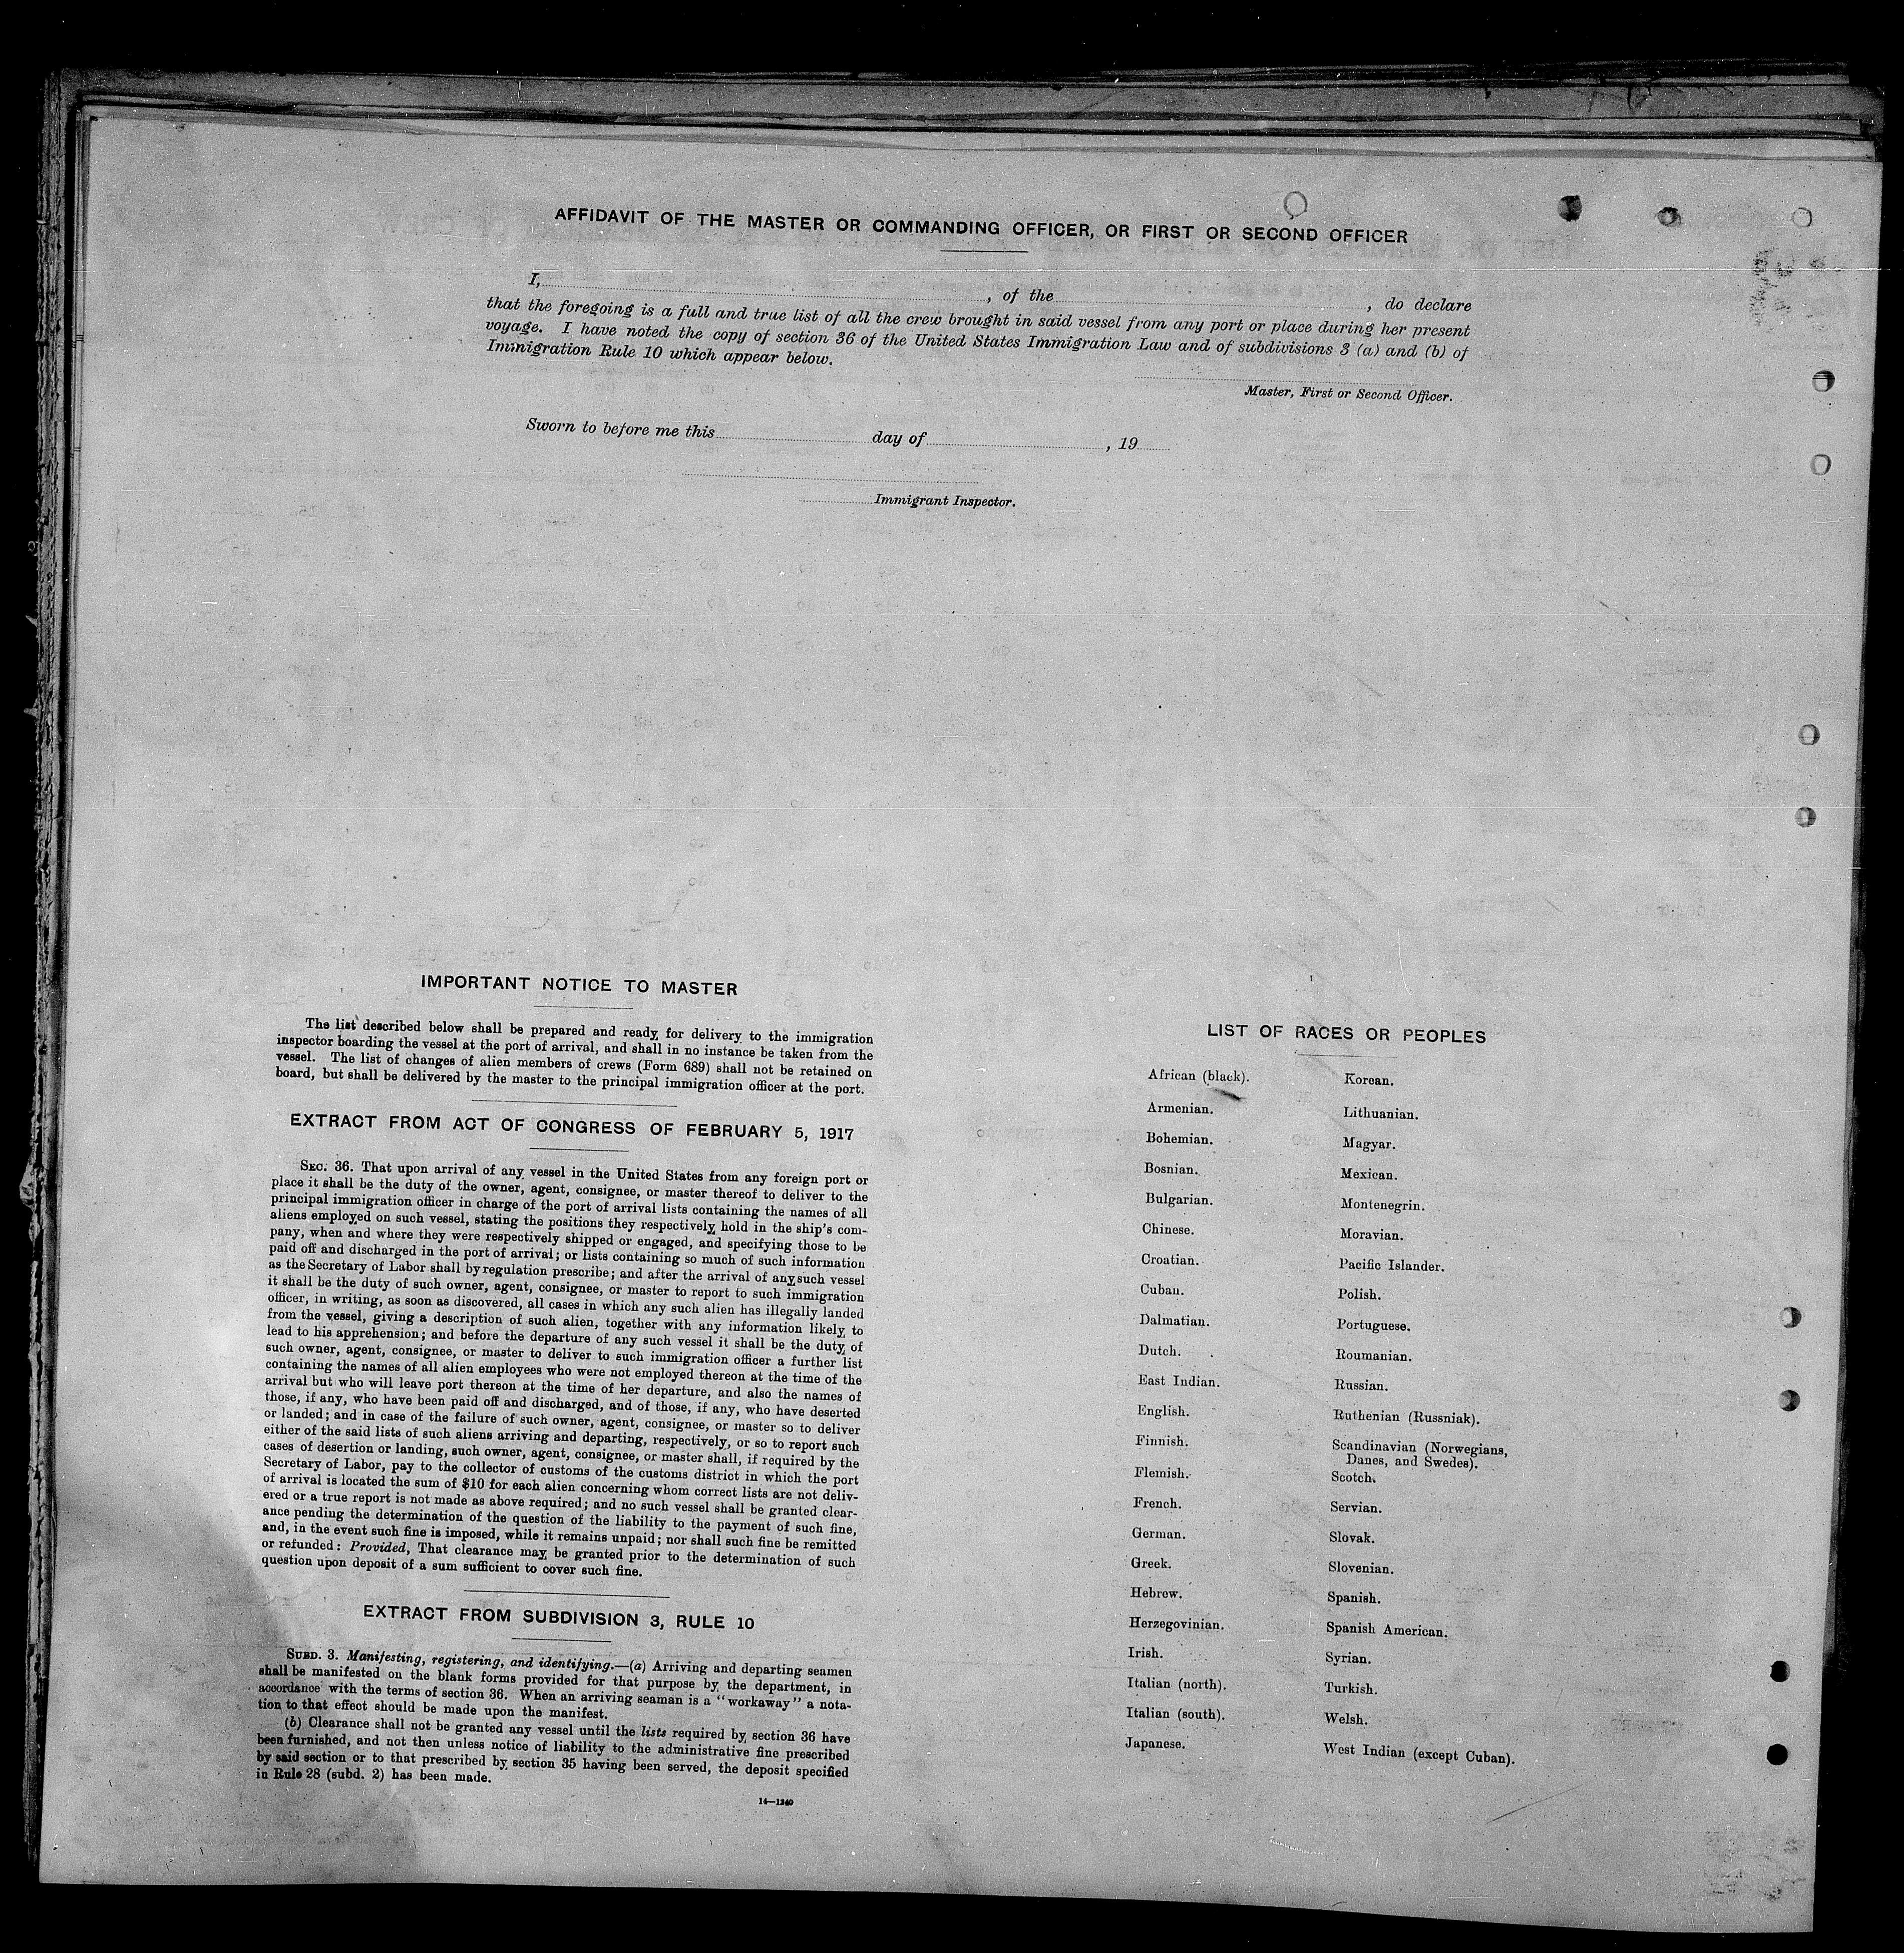 AFFIDAVIT OF THE MASTER OR COMMANDING OFFICER, OR FIRST OR SECOND OFFICER
I, , of the , do declare
that the foregoing is a full and true list of all the crew brought in said vessel from any port or place during her present
voyage. I have noted the copy of section 36 of the United States Immigration Law and of subdivisions 3 (a) and (b) of
Immigration Rule 10 which appear below.
Master, First or Second Officer.
Sworn to before me this day of , 19
Immigrant Inspector.
IMPORTANT NOTICE TO MASTER
The list described below shall be prepared and ready for delivery to the immigration
inspector boarding the vessel at the port of arrival, and shall in no instance be taken from the
vessel. The list of changes of alien members of crews (Form 689) shall not be retained on
board, but shall be delivered by the master to the principal immigration officer at the port.
EXTRACT FROM ACT OF CONGRESS OF FEBRUARY 5, 1917
SEC. 36. That upon arrival of any vessel in the United States from any foreign port or
place it shall be the duty of the owner, agent, consignee, or master thereof to deliver to the
principal immigration officer in charge of the port of arrival lists containing the names of all
aliens employed on such vessel, stating the positions they respectively hold in the ship's com-
pany, when and where they were respectively shipped or engaged, and specifying those to be
paid off and discharged in the port of arrival; or lists containing so much of such information
as the Secretary of Labor shall by regulation prescribe; and after the arrival of any such vessel
it shall be the duty of such owner, agent, consignee, or master to report to such immigration
officer, in writing, as soon as discovered, all cases in which any such alien has illegally landed
from the vessel, giving a description of such alien, together with any information likely to
lead to his apprehension; and before the departure of any such vessel it shall be the duty of
such owner, agent, consignee, or master to deliver to such immigration officer a further list
containing the names of all alien employees who were not employed thereon at the time of the
arrival but who will leave port thereon at the time of her departure, and also the names of
those, if any, who have been paid off and discharged, and of those, if any, who have deserted
or landed; and in case of the failure of such owner, agent, consignee, or master so to deliver
either of the said lists of such aliens arriving and departing, respectively, or so to report such
cases of desertion or landing, such owner, agent, consignee, or master shall, if required by the
Secretary of Labor, pay to the collector of customs of the customs district in which the port
of arrival is located the sum of $10 for each alien concerning whom correct lists are not deliv-
ered or a true report is not made as above required; and no such vessel shall be granted clear-
ance pending the determination of the question of the liability to the payment of such fine,
and, in the event such fine is imposed, while it remains unpaid; nor shall such fine be remitted
or refunded: Provided, That clearance may be granted prior to the determination of such
question upon deposit of a sum sufficient to cover such fine.
EXTRACT FROM SUBDIVISION 3, RULE 10
SUBD. 3. Manifesting, registering, and identifying.—(a) Arriving and departing seamen
shall be manifested on the blank forms provided for that purpose by the department, in
accordance with the terms of section 36. When an arriving seaman is a "workaway" a nota-
tion to that effect should be made upon the manifest.
(b) Clearance shall not be granted any vessel until the lists required by section 36 have
been furnished, and not then unless notice of liability to the administrative fine prescribed
by said section or to that prescribed by section 35 having been served, the deposit specified
in Rule 28 (subd. 2) has been made.
14—1240
LIST OF RACES OR PEOPLES
African (black).
Armenian.
Bohemian.
Bosnian.
Bulgarian.
Chinese.
Croatian.
Cuban.
Dalmatian.
Dutch.
East Indian.
English.
Finnish.
Flemish.
French.
German.
Greek.
Hebrew.
Herzegovinian.
Irish.
Italian (north).
Italian (south).
Japanese.
Korean.
Lithuanian.
Magyar.
Mexican.
Montenegrin.
Moravian.
Pacific Islander.
Polish.
Portuguese.
Roumanian.
Russian.
Ruthenian (Russniak).
Scandinavian (Norwegians,
Danes, and Swedes).
Scotch.
Servian.
Slovak.
Slovenian.
Spanish.
Spanish American.
Syrian.
Turkish.
Welsh.
West Indian (except Cuban).